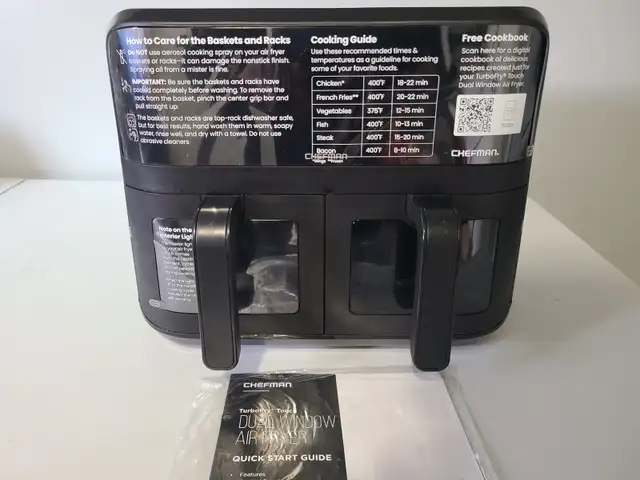 How to Care for the Baskets and Racks
Do NOT use aerosol cooking spray on your air fryer
baskets or racks—it can damage the nonstick finish.
Spraying oil from a mister is fine.
IMPORTANT: Be sure the baskets and racks have
cooled completely before washing. To remove the
rack from the basket, pinch the center grip bar and
pull straight up.
The baskets and racks are top-rack dishwasher safe,
but for best results, hand wash them in warm, soapy
water, rinse well, and dry with a towel. Do not use
abrasive cleaners.
Cooking Guide
Use these recommended times &
temperatures as a guideline for cooking
some of your favorite foods.
Chicken* 400°F 18-22 min
French Fries** 400°F 20-22 min
Vegetables 375°F 12-15 min
Fish 400°F 10-13 min
Steak 400°F 15-20 min
Bacon 400°F 8-10 min
CHEFMAN
Free Cookbook
Scan here for a digital
cookbook of delicious
recipes created just for
your TurboFry® Touch
Dual Window Air Fryer
CHEFMAN.
Note on the
Interior Light
CHEFMAN
TurboFry® Touch
DUAL WINDOW
AIR FRYER
QUICK START GUIDE
• Features